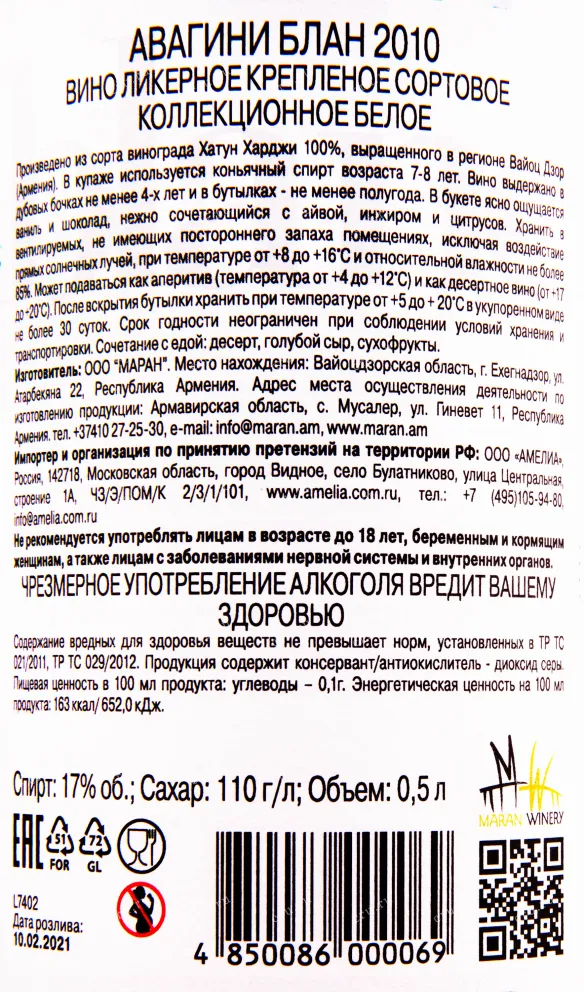 АВАГИНИ БЛАН 2010
ВИНО ЛИКЕРНОЕ КРЕПЛЕНОЕ СОРТОВОЕ
КОЛЛЕКЦИОННОЕ БЕЛОЕ
Произведено из сорта винограда Хатун Харджи 100%, выращенного в регионе Вайоц Дзор
(Армения). В купаже используется коньячный спирт возраста 7-8 лет. Вино выдержано в
дубовых бочках не менее 4-х лет и в бутылках - не менее полугода. В букете ясно ощущается
ваниль и шоколад, нежно сочетающийся с айвой, инжиром и цитрусов. Хранить в
вентилируемых, не имеющих постороннего запаха помещениях, исключая воздействие
прямых солнечных лучей, при температуре от +8 до +16°С и относительной влажности не более
85%. Может подаваться как аперитив (температура от +4 до +12°С) и как десертное вино (от +17
до -20°С). После вскрытия бутылки хранить при температуре от +5 до + 20°С в укупоренном виде
не более 30 суток. Срок годности неограничен при соблюдении условий хранения и
транспортировки. Сочетание с едой: десерт, голубой сыр, сухофрукты.
Изготовитель: ООО "МАРАН". Место нахождения: Вайоцдзорская область, г. Ехегнадзор, ул.
Агарбекяна 22, Республика Армения. Адрес места осуществления деятельности по
изготовлению продукции: Армавирская область, с. Мусалер, ул. Гиневет 11, Республика
Армения. тел. +37410 27-25-30, e-mail: info@maran.am, www.maran.am
Импортер и организация по принятию претензий на территории РФ: ООО «АМЕЛИА»,
Россия, 142718, Московская область, город Видное, село Булатниково, улица Центральная,
строение 1А, ЧЗ/Э/ПОМ/К 2/3/1/101, www.amelia.com.ru, тел.: +7 (495)105-94-80,
info@amelia.com.ru
Не рекомендуется употреблять лицам в возрасте до 18 лет, беременным и кормящим
женщинам, а также лицам с заболеваниями нервной системы и внутренних органов.
ЧРЕЗМЕРНОЕ УПОТРЕБЛЕНИЕ АЛКОГОЛЯ ВРЕДИТ ВАШЕМУ
ЗДОРОВЬЮ
Содержание вредных для здоровья веществ не превышает норм, установленных в ТР ТС
021/2011, ТР ТС 029/2012. Продукция содержит консервант/антиокислитель - диоксид серы.
Пищевая ценность в 100 мл продукта: углеводы – 0,1г. Энергетическая ценность на 100 мл
продукта: 163 ккал/ 652,0 кДж.
Спирт: 17% об.; Сахар: 110 г/л; Объем: 0,5 л
MARAN WINERY
EAC 51 72
FOR GL
L7402
Дата розлива:
10.02.2021
4 850086 000069